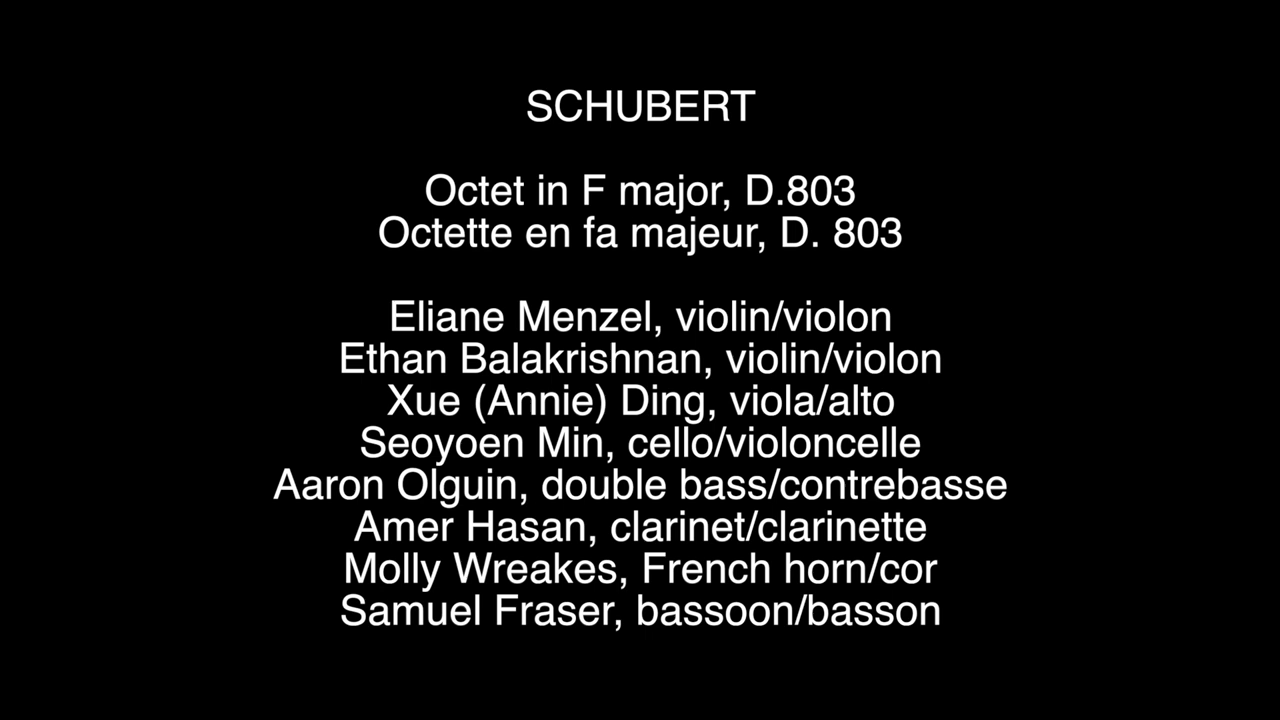 SCHUBERT
Octet in F major, D.803
Octette en fa majeur, D. 803
Eliane Menzel, violin/violon
Ethan Balakrishnan, violin/violon
Xue (Annie) Ding, viola/alto
Seoyoen Min, cello/violoncelle
Aaron Olguin, double bass/contrebasse
Amer Hasan, clarinet/clarinette
Molly Wreakes, French horn/cor
Samuel Fraser, bassoon/basson